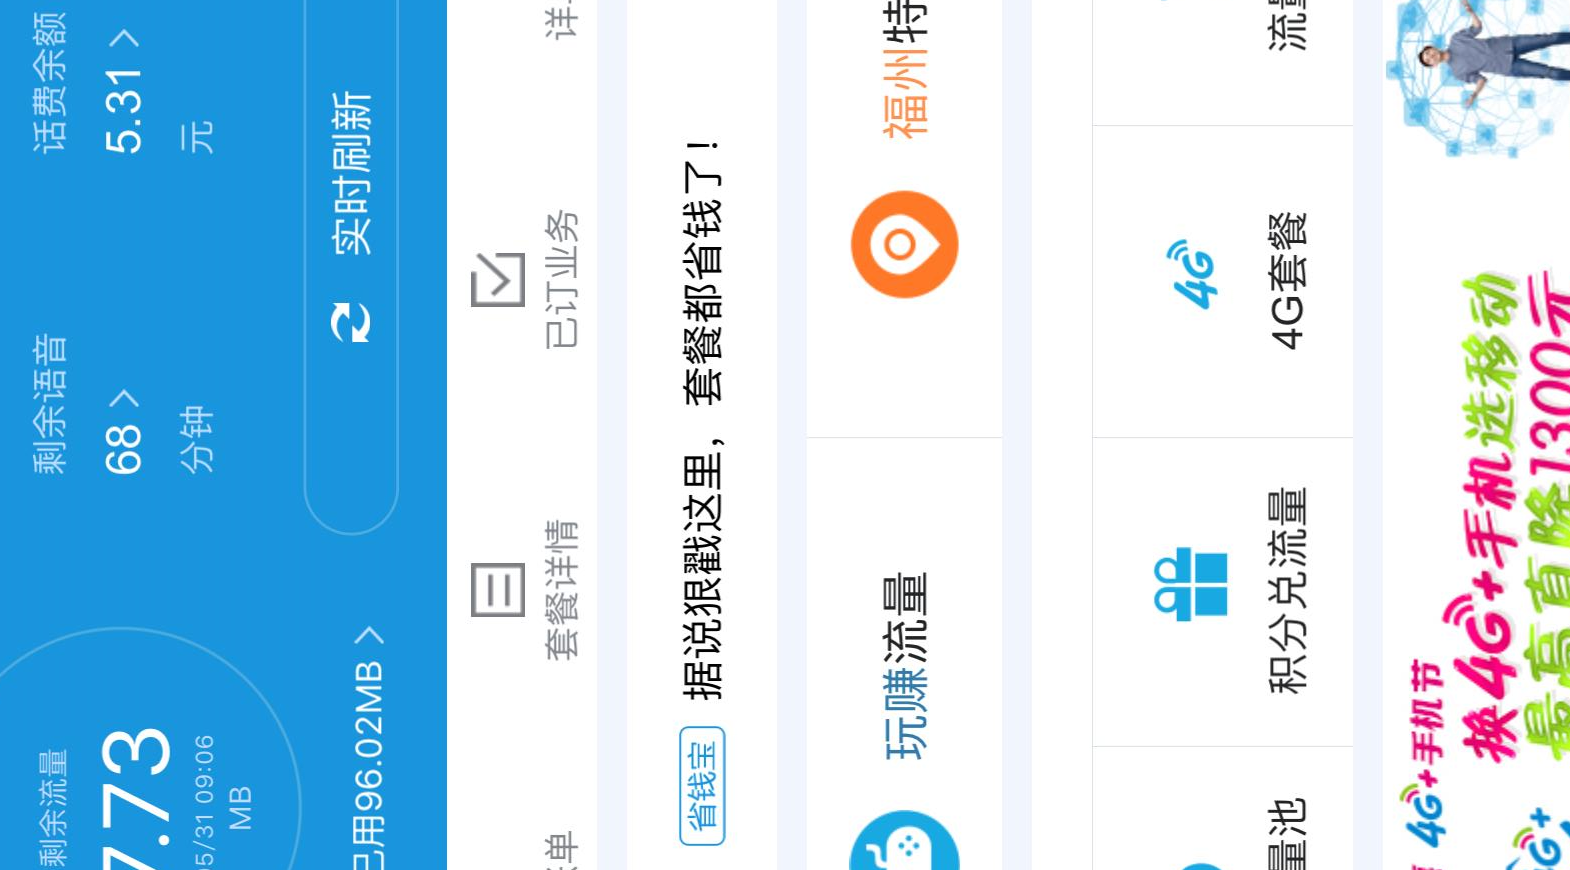 剩余流量
7.73
5/31 09:06
MB
已用96.02MB >
剩余语音
68 >
分钟
话费余额
5.31 >
元
实时刷新
单
套餐详情
已订业务
详
省钱宝 据说狠戳这里，套餐都省钱了！
玩赚流量
福州特
量池
积分兑流量
4G套餐
流量
4G+手机节
换4G+手机选移动
最高直降1300元
4G+